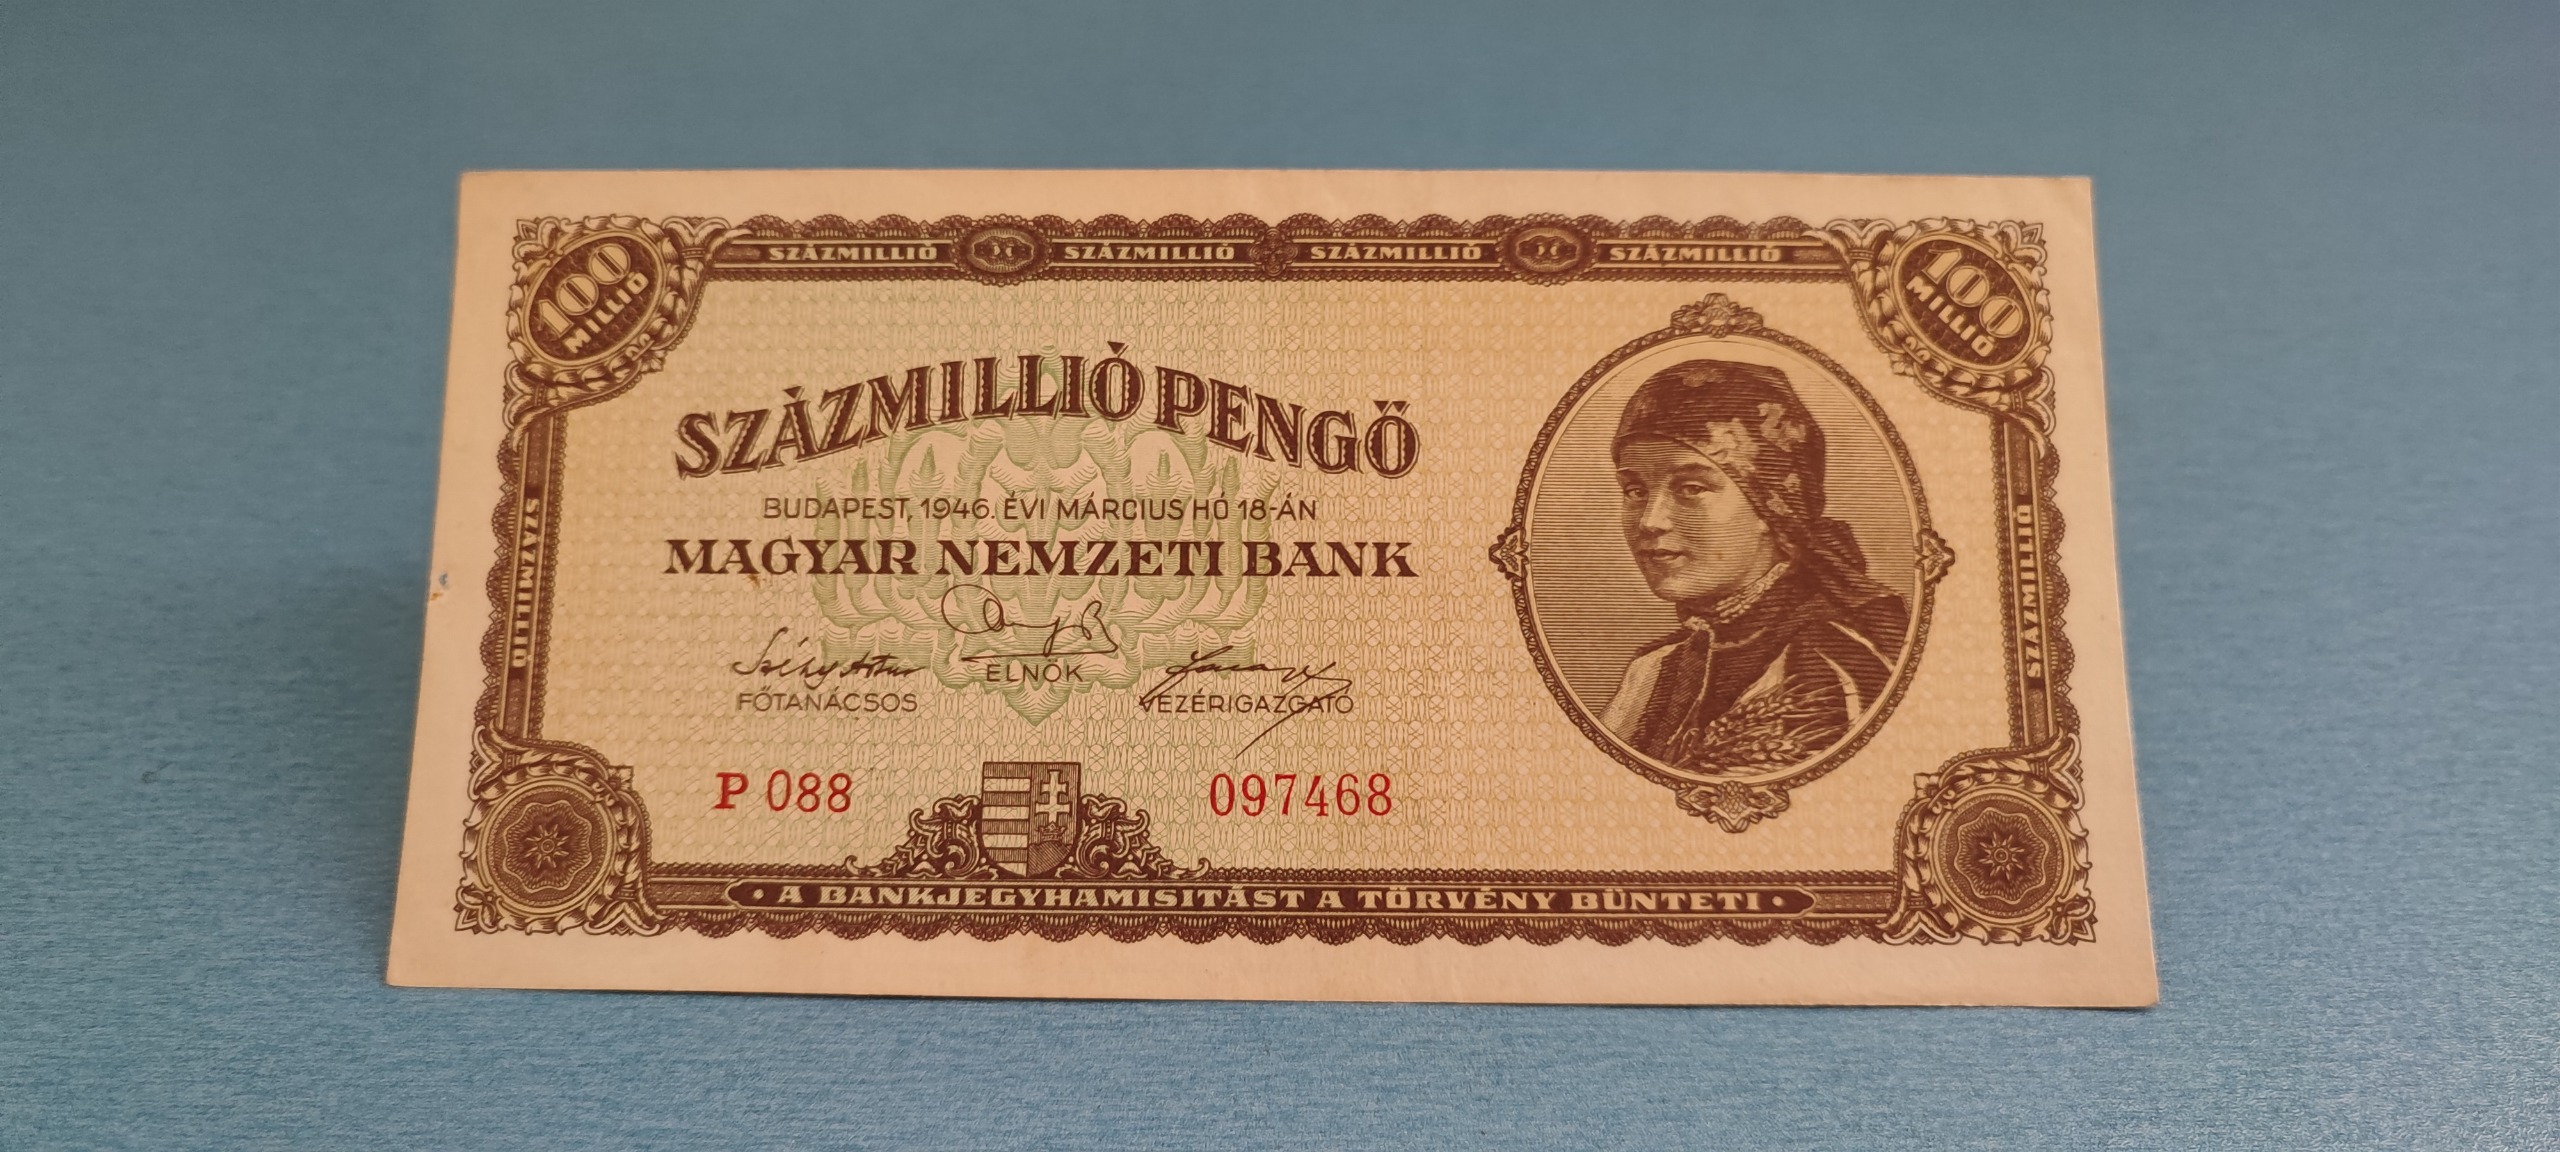 SZÁZMILLIÓ SZÁZMILLIÓ SZÁZMILLIÓ SZÁZMILLIÓ
100
MILLIÓ
100
MILLIÓ
SZÁZMILLIÓ PENGŐ
BUDAPEST, 1946. ÉVI MÁRCIUS HÓ 18-ÁN
MAGYAR NEMZETI BANK
ELNÖK
FŐTANÁCSOS
VEZÉRIGAZGATÓ
SZÁZMILLIÓ
SZÁZMILLIÓ
P 088
097468
· A BANKJEGYHAMISITÁST A TÖRVÉNY BÜNTETI ·